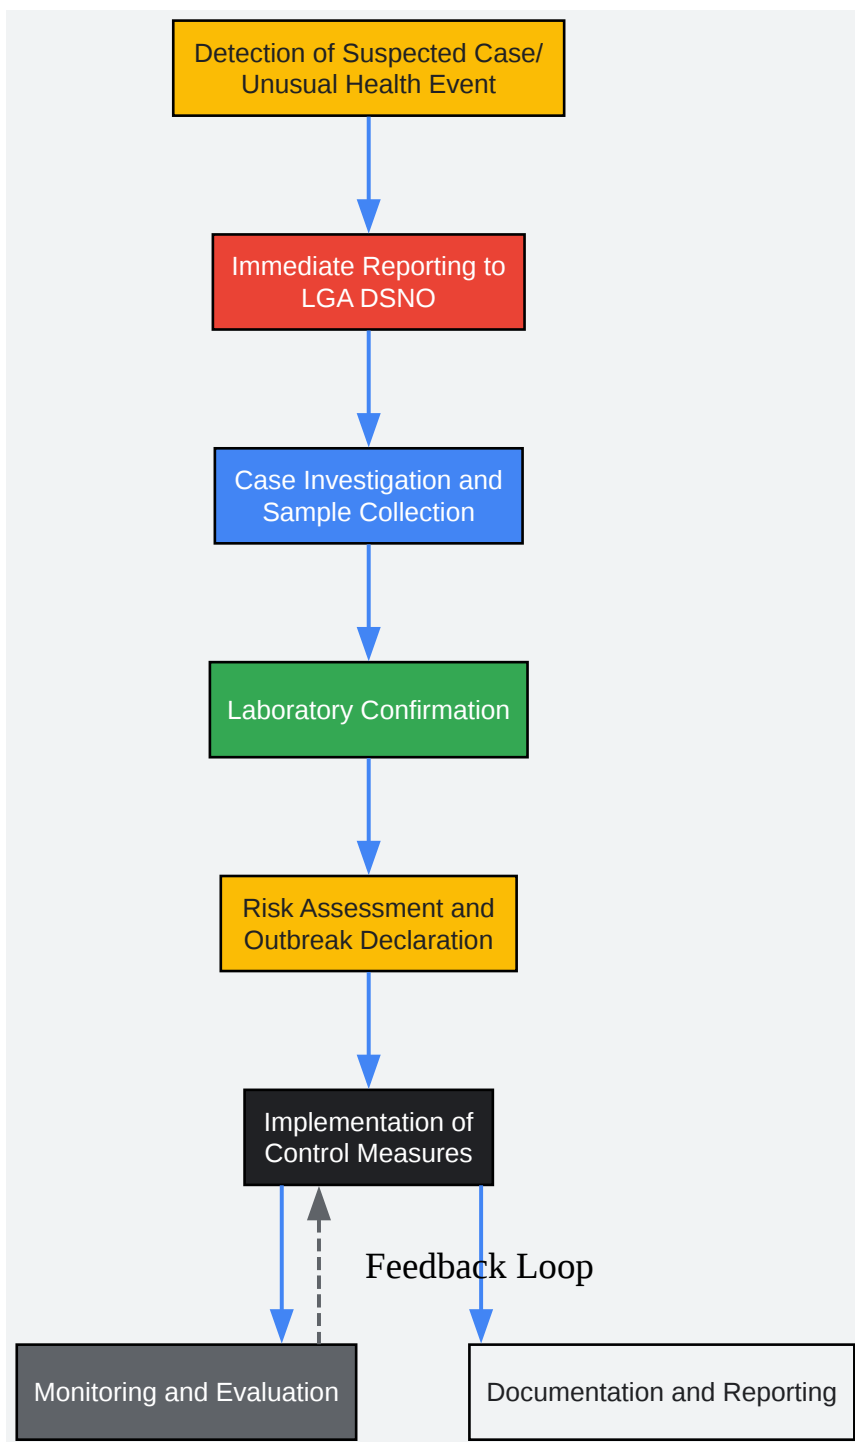 Detection of Suspected Case/
Unusual Health Event
Immediate Reporting to
LGA DSNO
Case Investigation and
Sample Collection
Laboratory Confirmation
Risk Assessment and
Outbreak Declaration
Implementation of
Control Measures
Feedback Loop
Monitoring and Evaluation
Documentation and Reporting